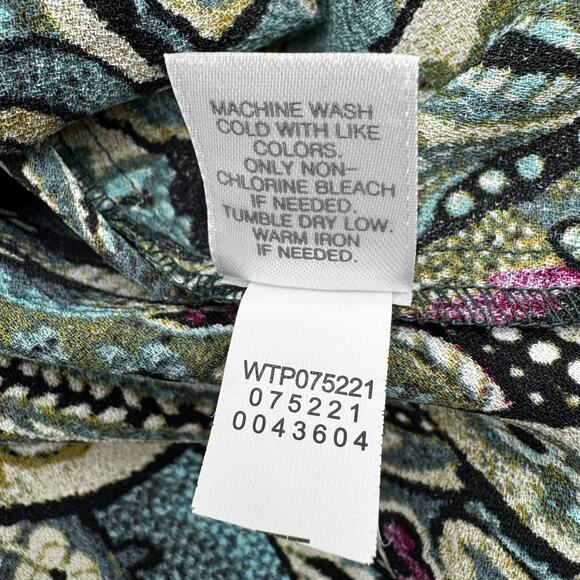 MACHINE WASH
COLD WITH LIKE
COLORS.
ONLY NON-
CHLORINE BLEACH
IF NEEDED.
TUMBLE DRY LOW.
WARM IRON
IF NEEDED.
WTP075221
075221
0043604